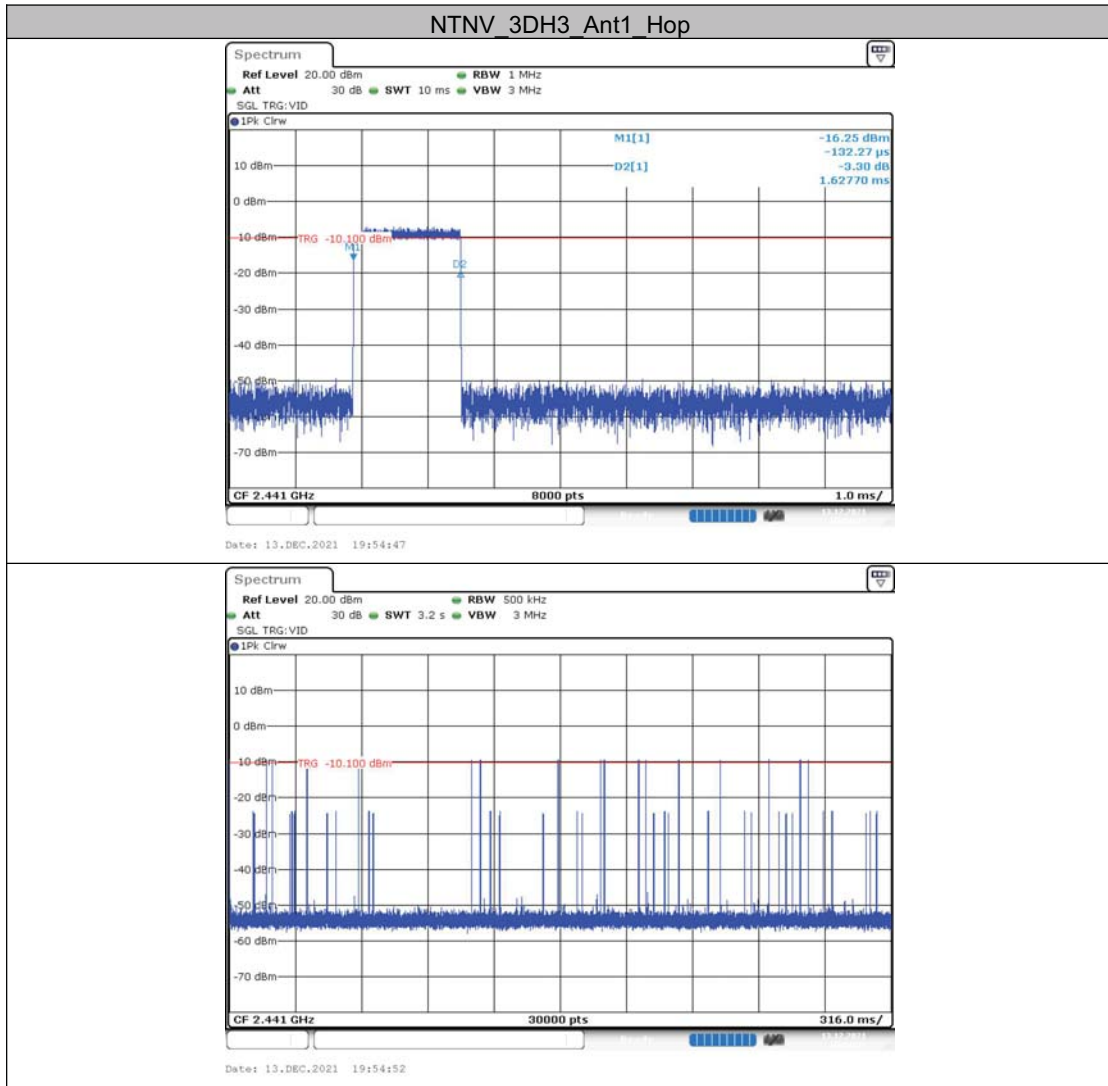 NTNV_3DH3_Ant1_Hop
Spectrum
Ref Level 20.00 dBm RBW 1 MHz
Att 30 dB SWT 10 ms VBW 3 MHz
SGL TRG:VID
1Pk Clrw
M1[1] -16.25 dBm
-132.27 µs
D2[1] -3.30 dB
1.62770 ms
10 dBm
0 dBm
-10 dBm
TRG -10.100 dBm
M1
D2
-20 dBm
-30 dBm
-40 dBm
-50 dBm
-70 dBm
CF 2.441 GHz 8000 pts 1.0 ms/
Date: 13.DEC.2021 19:54:47
Spectrum
Ref Level 20.00 dBm RBW 500 kHz
Att 30 dB SWT 3.2 s VBW 3 MHz
SGL TRG:VID
1Pk Clrw
10 dBm
0 dBm
-10 dBm
TRG -10.100 dBm
-20 dBm
-30 dBm
-40 dBm
-50 dBm
-60 dBm
-70 dBm
CF 2.441 GHz 30000 pts 316.0 ms/
Date: 13.DEC.2021 19:54:52